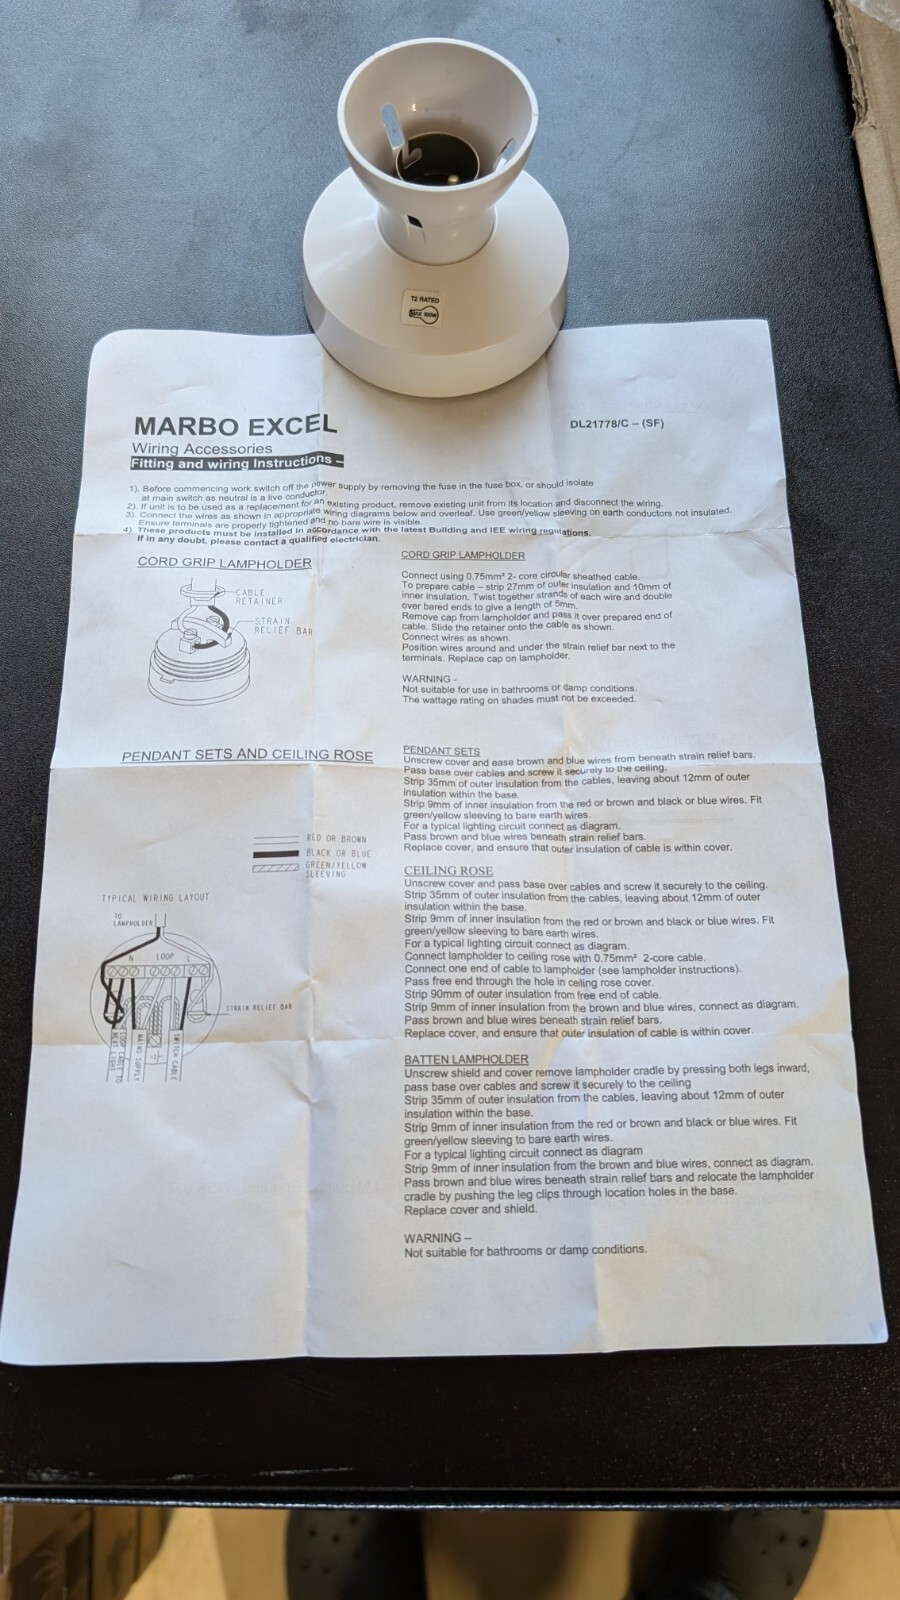 T2 RATED
MAX 100W
MARBO EXCEL
DL21778/C – (SF)
Wiring Accessories
Fitting and wiring Instructions –
1). Before commencing work switch off the power supply by removing the fuse in the fuse box, or should isolate
at main switch as neutral is a live conductor.
2). If unit is to be used as a replacement for an existing product, remove existing unit from its location and disconnect the wiring.
3). Connect the wires as shown in appropriate wiring diagrams below and overleaf. Use green/yellow sleeving on earth conductors not insulated.
Ensure terminals are properly tightened and no bare wire is visible.
4) These products must be installed in accordance with the latest Building and IEE wiring regulations.
If in any doubt, please contact a qualified electrician.
CORD GRIP LAMPHOLDER
CABLE
RETAINER
STRAIN
RELIEF BAR
CORD GRIP LAMPHOLDER
Connect using 0.75mm² 2- core circular sheathed cable.
To prepare cable – strip 27mm of outer insulation and 10mm of
inner insulation. Twist together strands of each wire and double
over bared ends to give a length of 5mm.
Remove cap from lampholder and pass it over prepared end of
cable. Slide the retainer onto the cable as shown.
Connect wires as shown.
Position wires around and under the strain relief bar next to the
terminals. Replace cap on lampholder.
WARNING -
Not suitable for use in bathrooms or damp conditions.
The wattage rating on shades must not be exceeded.
PENDANT SETS AND CEILING ROSE
RED OR BROWN
BLACK OR BLUE
GREEN/YELLOW
SLEEVING
TYPICAL WIRING LAYOUT
TO
LAMPHOLDER
N
LOOP
L
STRAIN RELIEF BAR
LOOP CABLE TO
NEXT LIGHT
MAINS SUPPLY
SWITCH CABLE
PENDANT SETS
Unscrew cover and ease brown and blue wires from beneath strain relief bars.
Pass base over cables and screw it securely to the ceiling.
Strip 35mm of outer insulation from the cables, leaving about 12mm of outer
insulation within the base.
Strip 9mm of inner insulation from the red or brown and black or blue wires. Fit
green/yellow sleeving to bare earth wires.
For a typical lighting circuit connect as diagram.
Pass brown and blue wires beneath strain relief bars.
Replace cover, and ensure that outer insulation of cable is within cover.
CEILING ROSE
Unscrew cover and pass base over cables and screw it securely to the ceiling.
Strip 35mm of outer insulation from the cables, leaving about 12mm of outer
insulation within the base.
Strip 9mm of inner insulation from the red or brown and black or blue wires. Fit
green/yellow sleeving to bare earth wires.
For a typical lighting circuit connect as diagram.
Connect lampholder to ceiling rose with 0.75mm² 2-core cable.
Connect one end of cable to lampholder (see lampholder instructions).
Pass free end through the hole in ceiling rose cover.
Strip 90mm of outer insulation from free end of cable.
Strip 9mm of inner insulation from the brown and blue wires, connect as diagram.
Pass brown and blue wires beneath strain relief bars.
Replace cover, and ensure that outer insulation of cable is within cover.
BATTEN LAMPHOLDER
Unscrew shield and cover remove lampholder cradle by pressing both legs inward,
pass base over cables and screw it securely to the ceiling
Strip 35mm of outer insulation from the cables, leaving about 12mm of outer
insulation within the base.
Strip 9mm of inner insulation from the red or brown and black or blue wires. Fit
green/yellow sleeving to bare earth wires.
For a typical lighting circuit connect as diagram
Strip 9mm of inner insulation from the brown and blue wires, connect as diagram.
Pass brown and blue wires beneath strain relief bars and relocate the lampholder
cradle by pushing the leg clips through location holes in the base.
Replace cover and shield.
WARNING –
Not suitable for bathrooms or damp conditions.